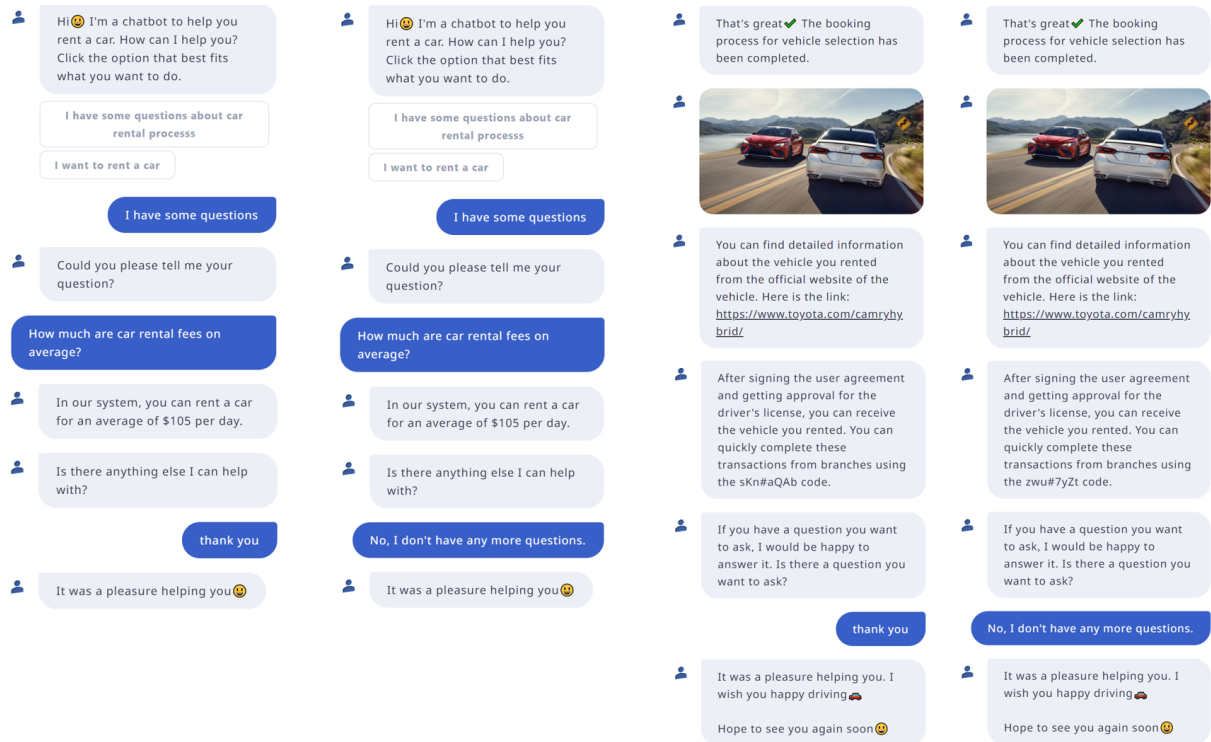 Hi😃 I'm a chatbot to help you
rent a car. How can I help you?
Click the option that best fits
what you want to do.
I have some questions about car
rental processs
I want to rent a car
I have some questions
Could you please tell me your
question?
How much are car rental fees on
average?
In our system, you can rent a car
for an average of $105 per day.
Is there anything else I can help
with?
thank you
It was a pleasure helping you😃
Hi😃 I'm a chatbot to help you
rent a car. How can I help you?
Click the option that best fits
what you want to do.
I have some questions about car
rental processs
I want to rent a car
I have some questions
Could you please tell me your
question?
How much are car rental fees on
average?
In our system, you can rent a car
for an average of $105 per day.
Is there anything else I can help
with?
No, I don't have any more questions.
It was a pleasure helping you😃
That's great✔ The booking
process for vehicle selection has
been completed.
You can find detailed information
about the vehicle you rented
from the official website of the
vehicle. Here is the link:
https://www.toyota.com/camryhy
brid/
After signing the user agreement
and getting approval for the
driver's license, you can receive
the vehicle you rented. You can
quickly complete these
transactions from branches using
the sKn#aQAb code.
If you have a question you want
to ask, I would be happy to
answer it. Is there a question you
want to ask?
thank you
It was a pleasure helping you. I
wish you happy driving🚗
Hope to see you again soon😃
That's great✔ The booking
process for vehicle selection has
been completed.
You can find detailed information
about the vehicle you rented
from the official website of the
vehicle. Here is the link:
https://www.toyota.com/camryhy
brid/
After signing the user agreement
and getting approval for the
driver's license, you can receive
the vehicle you rented. You can
quickly complete these
transactions from branches using
the zwu#7yZt code.
If you have a question you want
to ask, I would be happy to
answer it. Is there a question you
want to ask?
No, I don't have any more questions.
It was a pleasure helping you. I
wish you happy driving🚗
Hope to see you again soon😃